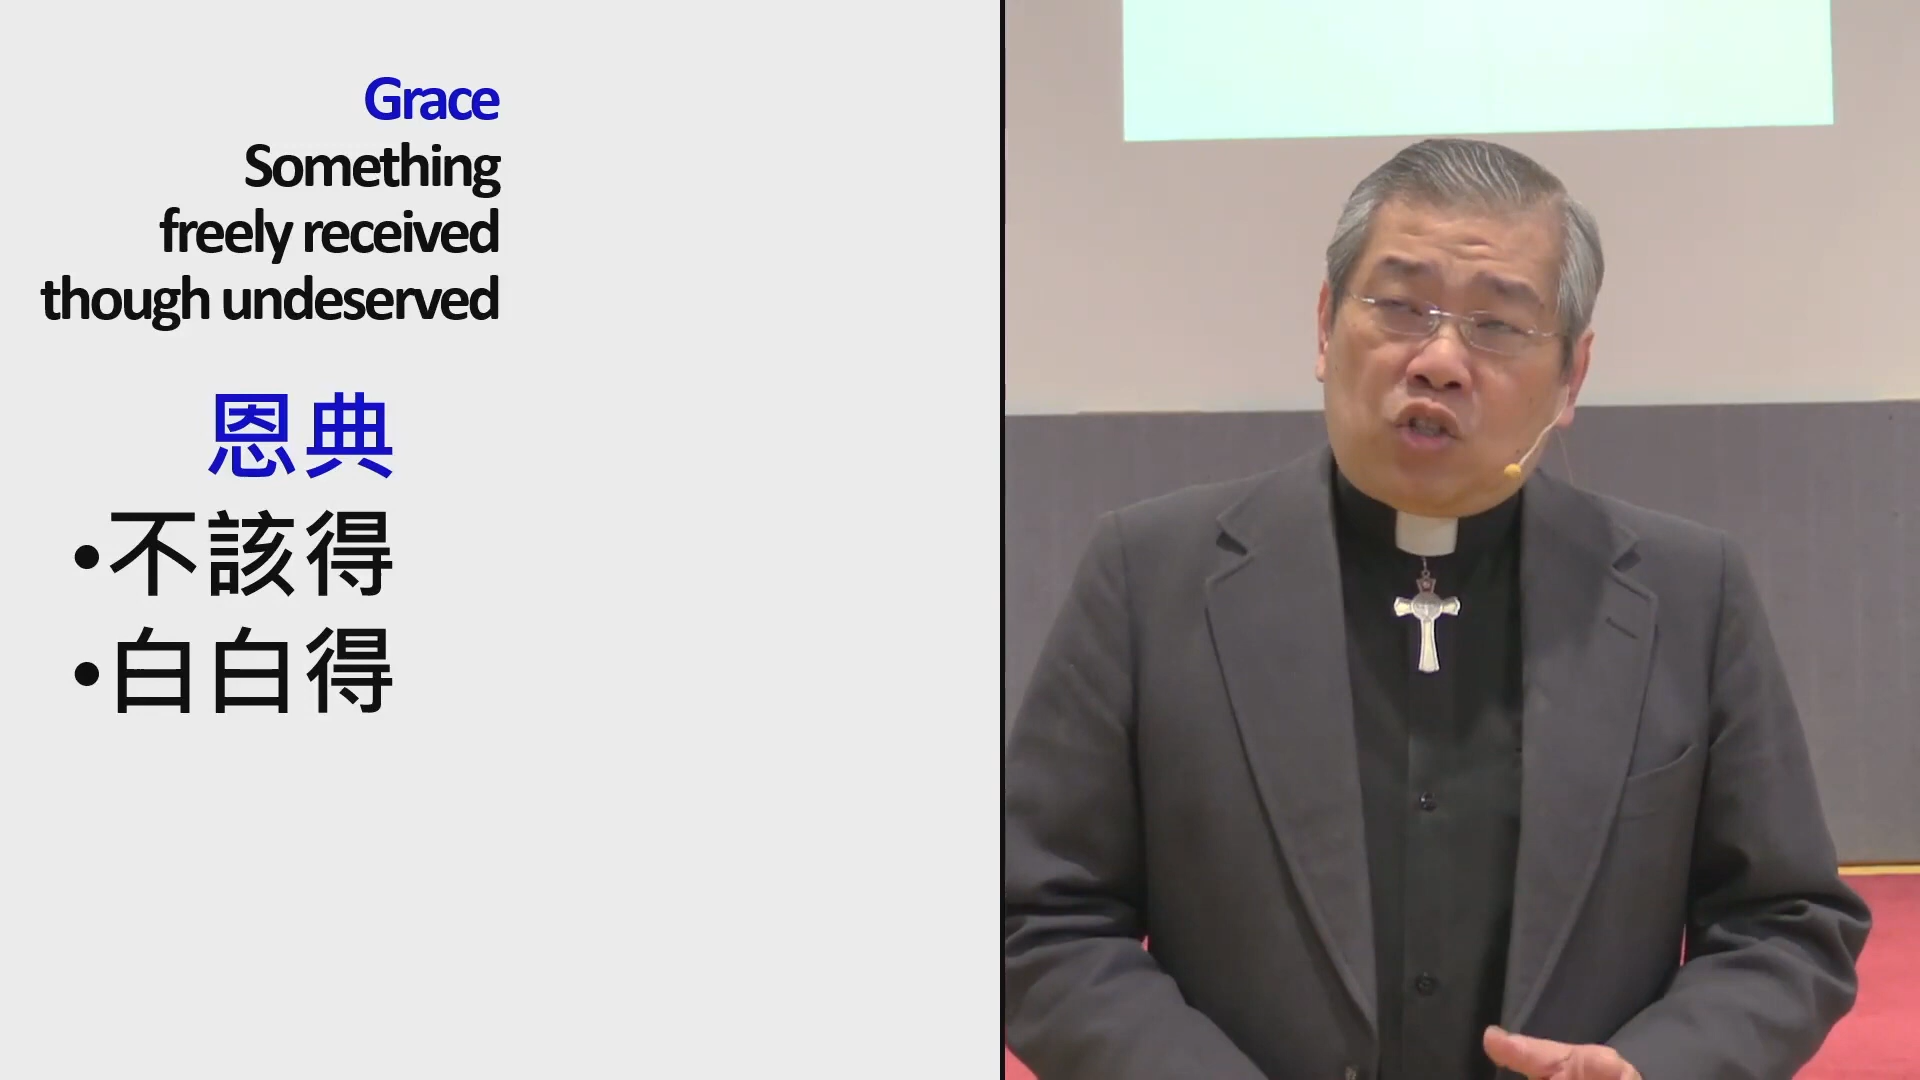 Grace
Something
freely received
though undeserved
恩典
•不該得
•白白得